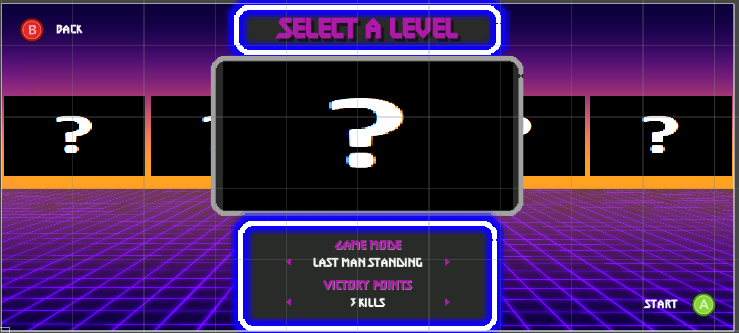 B BACK
SELECT A LEVEL
? ? ?
GAME MODE
LAST MAN STANDING
VICTORY POINTS
3 KILLS
START A